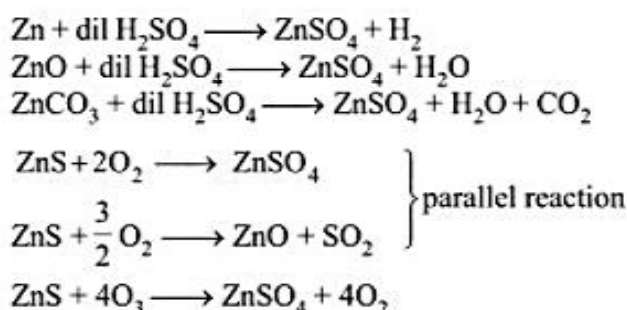 Zn + dil H₂SO₄ ⟶ ZnSO₄ + H₂
ZnO + dil H₂SO₄ ⟶ ZnSO₄ + H₂O
ZnCO₃ + dil H₂SO₄ ⟶ ZnSO₄ + H₂O + CO₂
ZnS + 2O₂ ⟶ ZnSO₄
parallel reaction
ZnS + 3/2 O₂ ⟶ ZnO + SO₂
ZnS + 4O₃ ⟶ ZnSO₄ + 4O₂